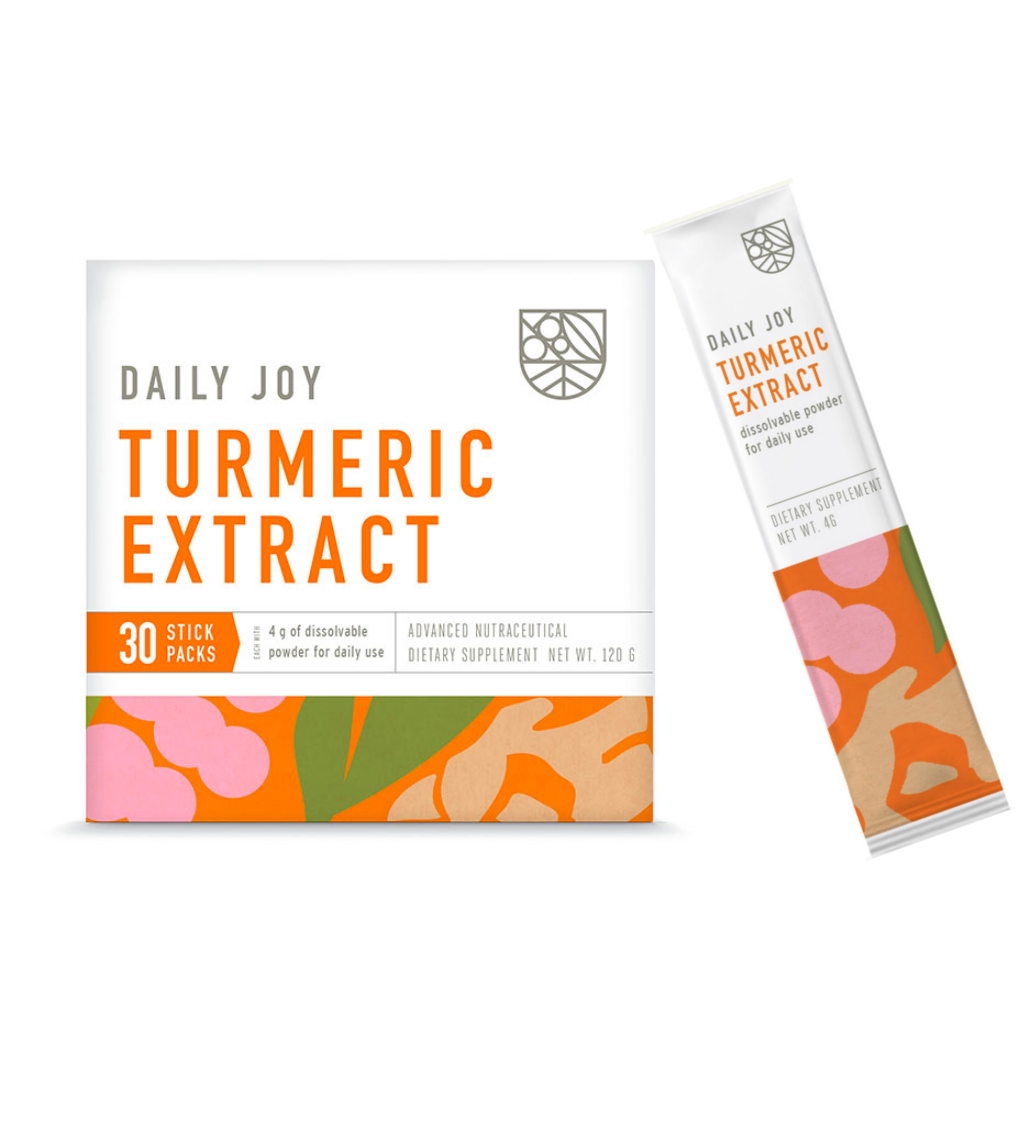 DAILY JOY
TURMERIC
EXTRACT
30 STICK
PACKS
EACH WITH
4 g of dissolvable
powder for daily use
ADVANCED NUTRACEUTICAL
DIETARY SUPPLEMENT NET WT. 120 G
DAILY JOY
TURMERIC
EXTRACT
dissolvable powder
for daily use
DIETARY SUPPLEMENT
NET WT. 4G